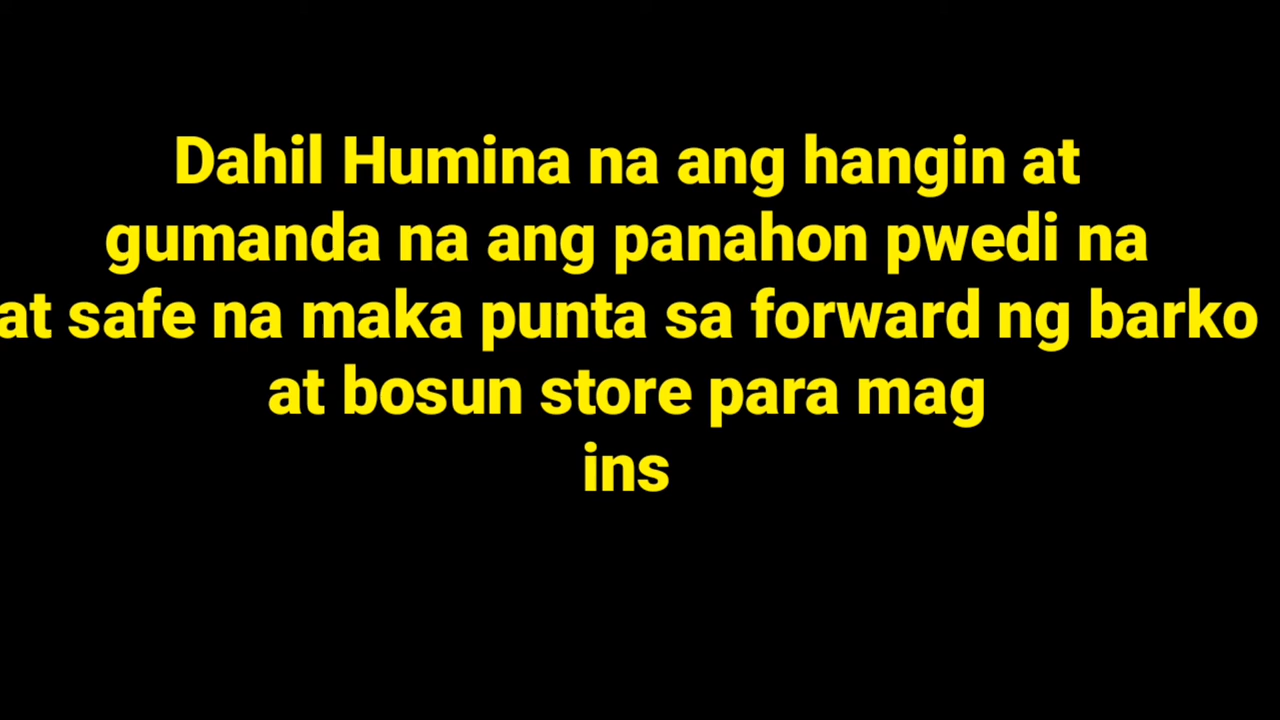 Dahil Humina na ang hangin at
gumanda na ang panahon pwedi na
at safe na maka punta sa forward ng barko
at bosun store para mag
ins